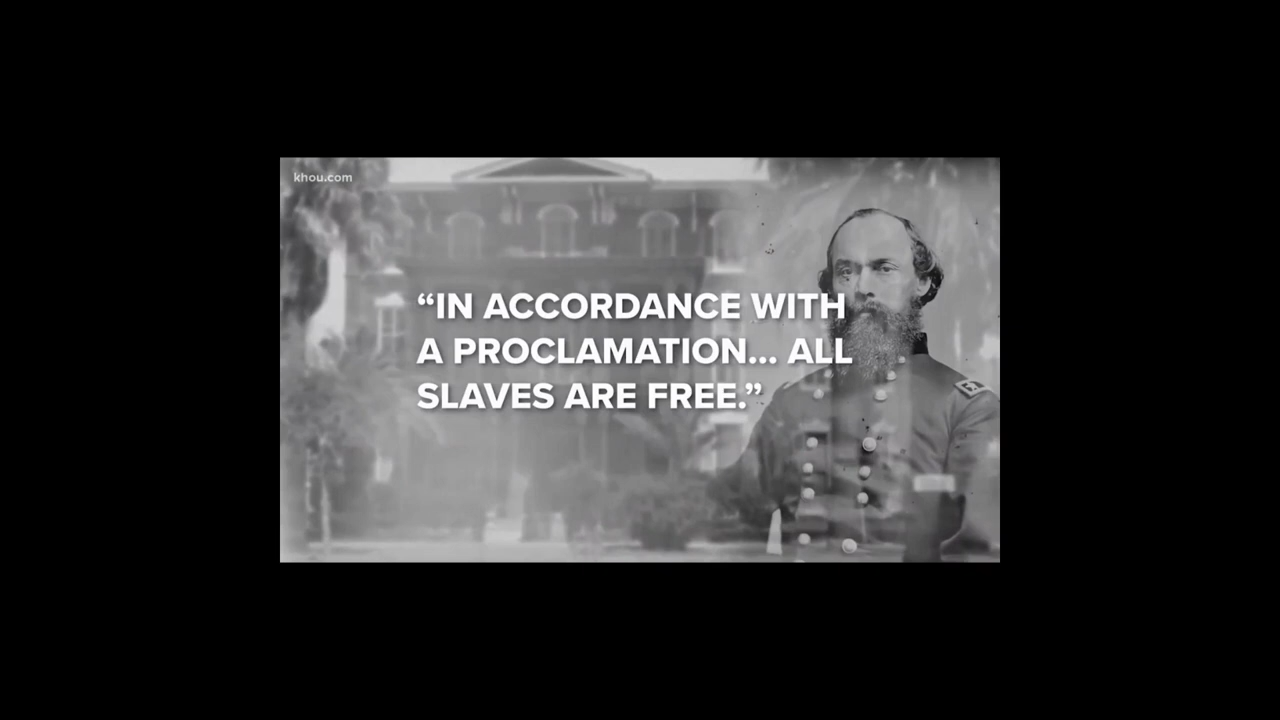 khou.com
“IN ACCORDANCE WITH
A PROCLAMATION... ALL
SLAVES ARE FREE.”